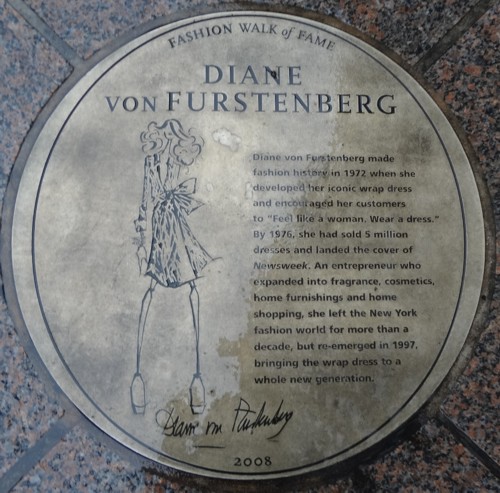 FASHION WALK of FAME
DIANE
VON FURSTENBERG
Diane von Furstenberg made
fashion history in 1972 when she
developed her iconic wrap dress
and encouraged her customers
to "Feel like a woman. Wear a dress."
By 1976, she had sold 5 million
dresses and landed the cover of
Newsweek. An entrepreneur who
expanded into fragrance, cosmetics,
home furnishings and home
shopping, she left the New York
fashion world for more than a
decade, but re-emerged in 1997,
bringing the wrap dress to a
whole new generation.
Diane von Furstenberg
2008